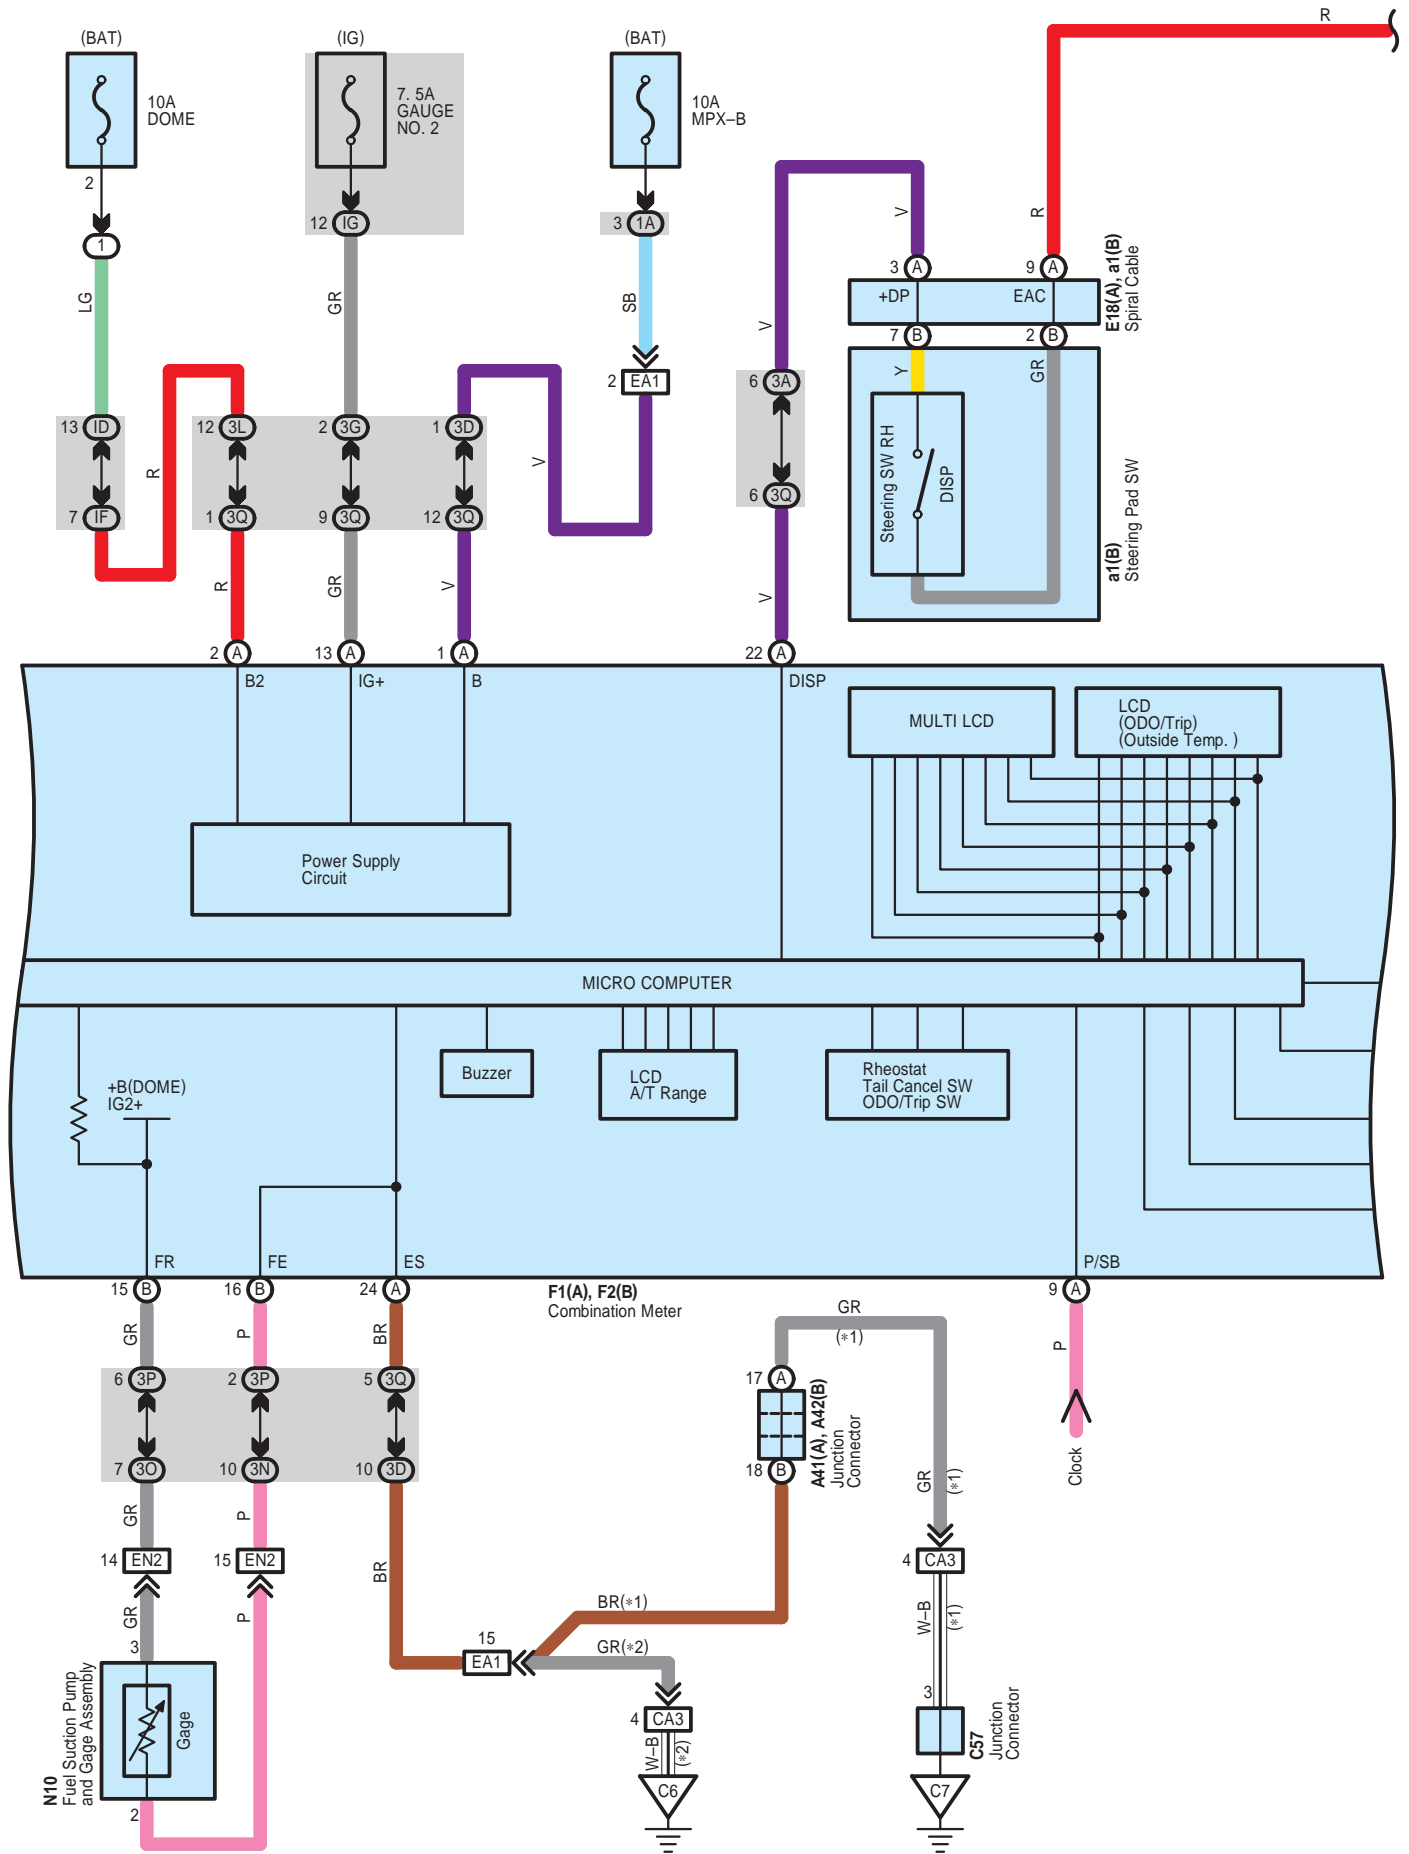 R
(BAT)
(IG)
(BAT)
10A
DOME
7. 5A
GAUGE
NO. 2
10A
MPX–B
2
1
12 IG
3 1A
V
R
LG
GR
SB
V
3 A
9 A
+DP
EAC
E18(A), a1(B)
Spiral Cable
7 B
2 B
Y
GR
2 EA1
6 3A
13 ID
12 3L
2 3G
1 3D
R
V
Steering SW RH
DISP
a1(B)
Steering Pad SW
6 3Q
7 IF
1 3Q
9 3Q
12 3Q
R
GR
V
V
2 A
13 A
1 A
22 A
B2
IG+
B
DISP
MULTI LCD
LCD
(ODO/Trip)
(Outside Temp. )
Power Supply
Circuit
MICRO COMPUTER
+B(DOME)
IG2+
Buzzer
LCD
A/T Range
Rheostat
Tail Cancel SW
ODO/Trip SW
FR
FE
ES
P/SB
15 B
16 B
24 A
F1(A), F2(B)
Combination Meter
9 A
GR
P
BR
GR
(∗1)
P
6 3P
2 3P
5 3Q
17 A
A41(A), A42(B)
Junction
Connector
7 3O
10 3N
10 3D
18 B
GR
(∗1)
Clock
GR
P
14 EN2
15 EN2
4 CA3
BR
GR
P
BR(∗1)
W–B
(∗1)
3
15
EA1
GR(∗2)
N10
Fuel Suction Pump
and Gage Assembly
Gage
3
C57
Junction
Connector
4 CA3
W–B
(∗2)
2
C6
C7